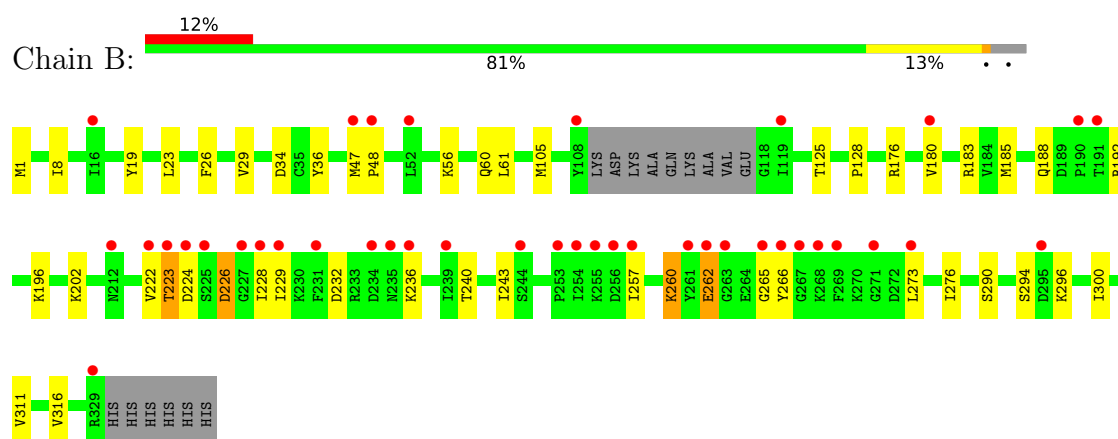 12%
Chain B:
81% 13% • •
M1 I8 I16 Y19 L23 F26 V29 D34 C35 Y36 M47 P48 L52 K56 Q60 L61 M105 Y108 LYS ASP LYS ALA GLN LYS ALA VAL GLU G118 I119 T125 P128 R176 V180 R183 V184 M185 Q188 D189 P190 T191 R192
K196 K202 N212 V222 T223 D224 S225 D226 G227 I228 I229 K230 F231 D232 R233 D234 N235 K236 I239 T240 I243 S244 P253 I254 K255 D256 I257 K260 Y261 E262 G263 E264 G265 Y266 G267 K268 F269 K270 G271 D272 L273 I276 S290 S294 D295 K296 I300
V311 V316 R329 HIS HIS HIS HIS HIS HIS